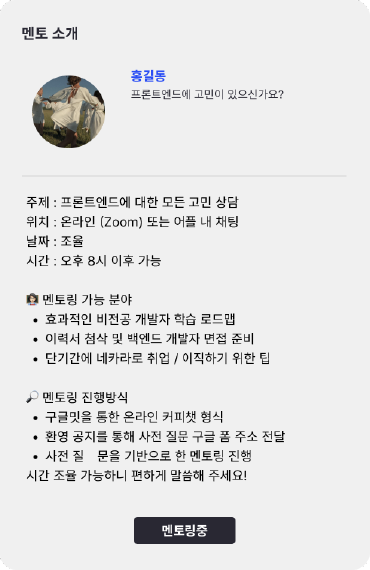 멘토 소개
홍길동
프론트엔드에 고민이 있으신가요?
주제 : 프론트엔드에 대한 모든 고민 상담
위치 : 온라인 (Zoom) 또는 어플 내 채팅
날짜 : 조율
시간 : 오후 8시 이후 가능
👩🏻‍🏫 멘토링 가능 분야
• 효과적인 비전공 개발자 학습 로드맵
• 이력서 첨삭 및 백엔드 개발자 면접 준비
• 단기간에 네카라로 취업 / 이직하기 위한 팁
🔎 멘토링 진행방식
• 구글밋을 통한 온라인 커피챗 형식
• 환영 공지를 통해 사전 질문 구글 폼 주소 전달
• 사전 질 문을 기반으로 한 멘토링 진행
시간 조율 가능하니 편하게 말씀해 주세요!
멘토링중